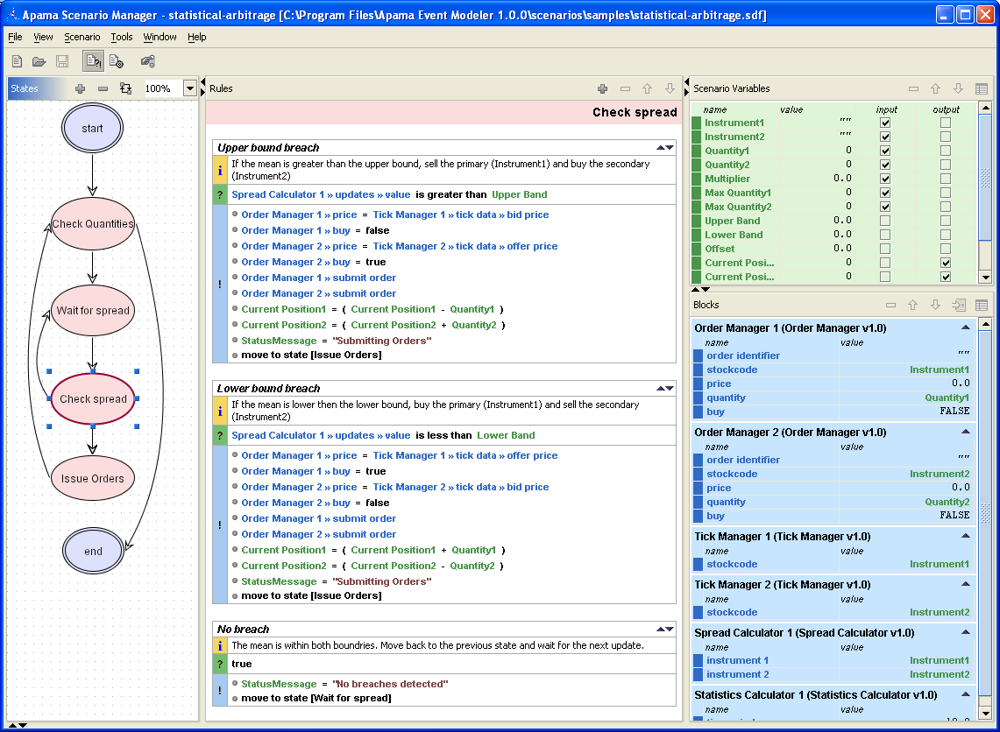 Apama Scenario Manager - statistical-arbitrage [C:\Program Files\Apama Event Modeler 1.0.0\scenarios\samples\statistical-arbitrage.sdf]
File View Scenario Tools Window Help
States 100%
start
Check Quantities
Wait for spread
Check spread
Issue Orders
end
Rules
Check spread
Upper bound breach
i If the mean is greater than the upper bound, sell the primary (Instrument1) and buy the secondary
(Instrument2)
? Spread Calculator 1 » updates » value is greater than Upper Band
! 
Order Manager 1 » price = Tick Manager 1 » tick data » bid price
Order Manager 1 » buy = false
Order Manager 2 » price = Tick Manager 2 » tick data » offer price
Order Manager 2 » buy = true
Order Manager 1 » submit order
Order Manager 2 » submit order
Current Position1 = ( Current Position1 - Quantity1 )
Current Position2 = ( Current Position2 + Quantity2 )
StatusMessage = "Submitting Orders"
move to state [Issue Orders]
Lower bound breach
i If the mean is lower then the lower bound, buy the primary (Instrument1) and sell the secondary
(Instrument2)
? Spread Calculator 1 » updates » value is less than Lower Band
!
Order Manager 1 » price = Tick Manager 1 » tick data » offer price
Order Manager 1 » buy = true
Order Manager 2 » price = Tick Manager 2 » tick data » bid price
Order Manager 2 » buy = false
Order Manager 1 » submit order
Order Manager 2 » submit order
Current Position1 = ( Current Position1 + Quantity1 )
Current Position2 = ( Current Position2 - Quantity2 )
StatusMessage = "Submitting Orders"
move to state [Issue Orders]
No breach
i The mean is within both boundries. Move back to the previous state and wait for the next update.
? true
!
StatusMessage = "No breaches detected"
move to state [Wait for spread]
Scenario Variables
name value input output
Instrument1 ""
Instrument2 ""
Quantity1 0
Quantity2 0
Multiplier 0.0
Max Quantity1 0
Max Quantity2 0
Upper Band 0.0
Lower Band 0.0
Offset 0.0
Current Posi... 0
Current Posi... 0
Blocks
Order Manager 1 (Order Manager v1.0)
name value
order identifier ""
stockcode Instrument1
price 0.0
quantity Quantity1
buy FALSE
Order Manager 2 (Order Manager v1.0)
name value
order identifier ""
stockcode Instrument2
price 0.0
quantity Quantity2
buy FALSE
Tick Manager 1 (Tick Manager v1.0)
name value
stockcode Instrument1
Tick Manager 2 (Tick Manager v1.0)
name value
stockcode Instrument2
Spread Calculator 1 (Spread Calculator v1.0)
name value
instrument 1 Instrument1
instrument 2 Instrument2
Statistics Calculator 1 (Statistics Calculator v1.0)
name value